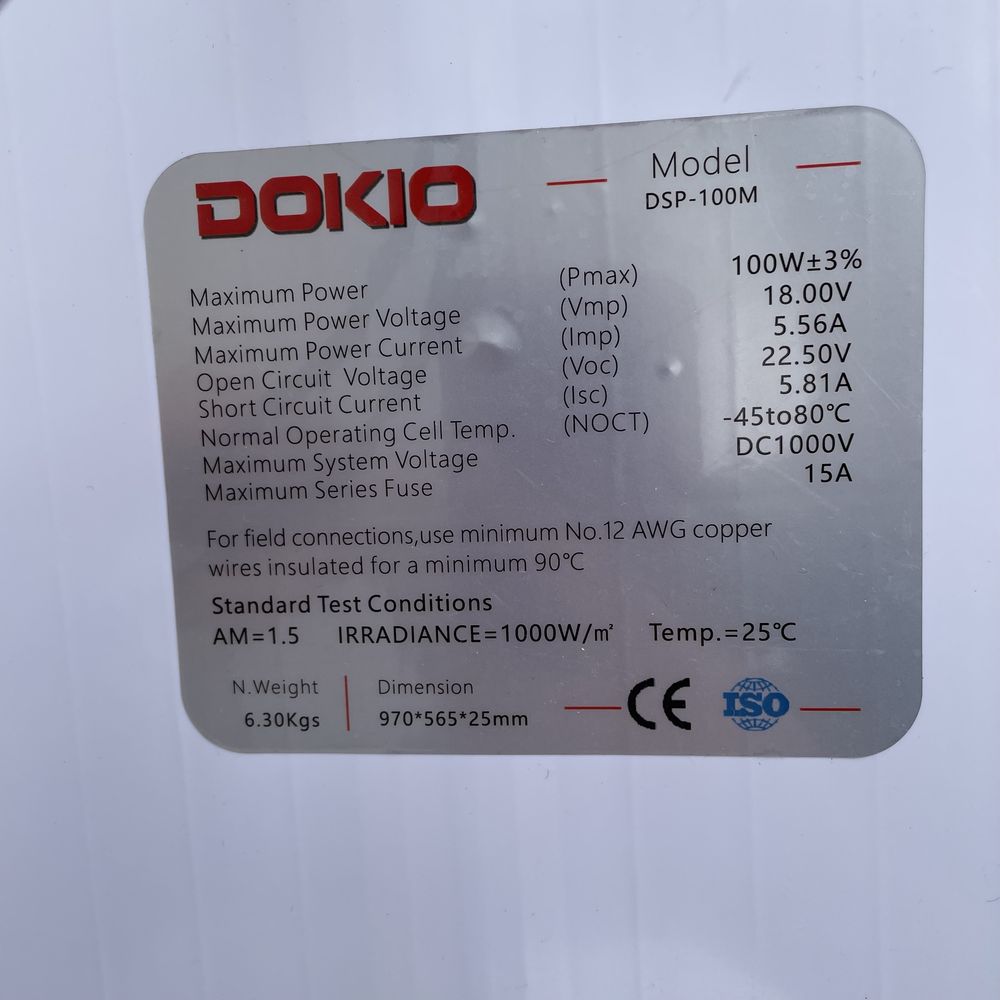 DOKIO
Model
DSP-100M
Maximum Power (Pmax) 100W±3%
Maximum Power Voltage (Vmp) 18.00V
Maximum Power Current (Imp) 5.56A
Open Circuit Voltage (Voc) 22.50V
Short Circuit Current (Isc) 5.81A
Normal Operating Cell Temp. (NOCT) -45to80℃
Maximum System Voltage DC1000V
Maximum Series Fuse 15A
For field connections,use minimum No.12 AWG copper
wires insulated for a minimum 90℃
Standard Test Conditions
AM=1.5 IRRADIANCE=1000W/㎡ Temp.=25℃
N.Weight Dimension
6.30Kgs 970*565*25mm
CE ISO